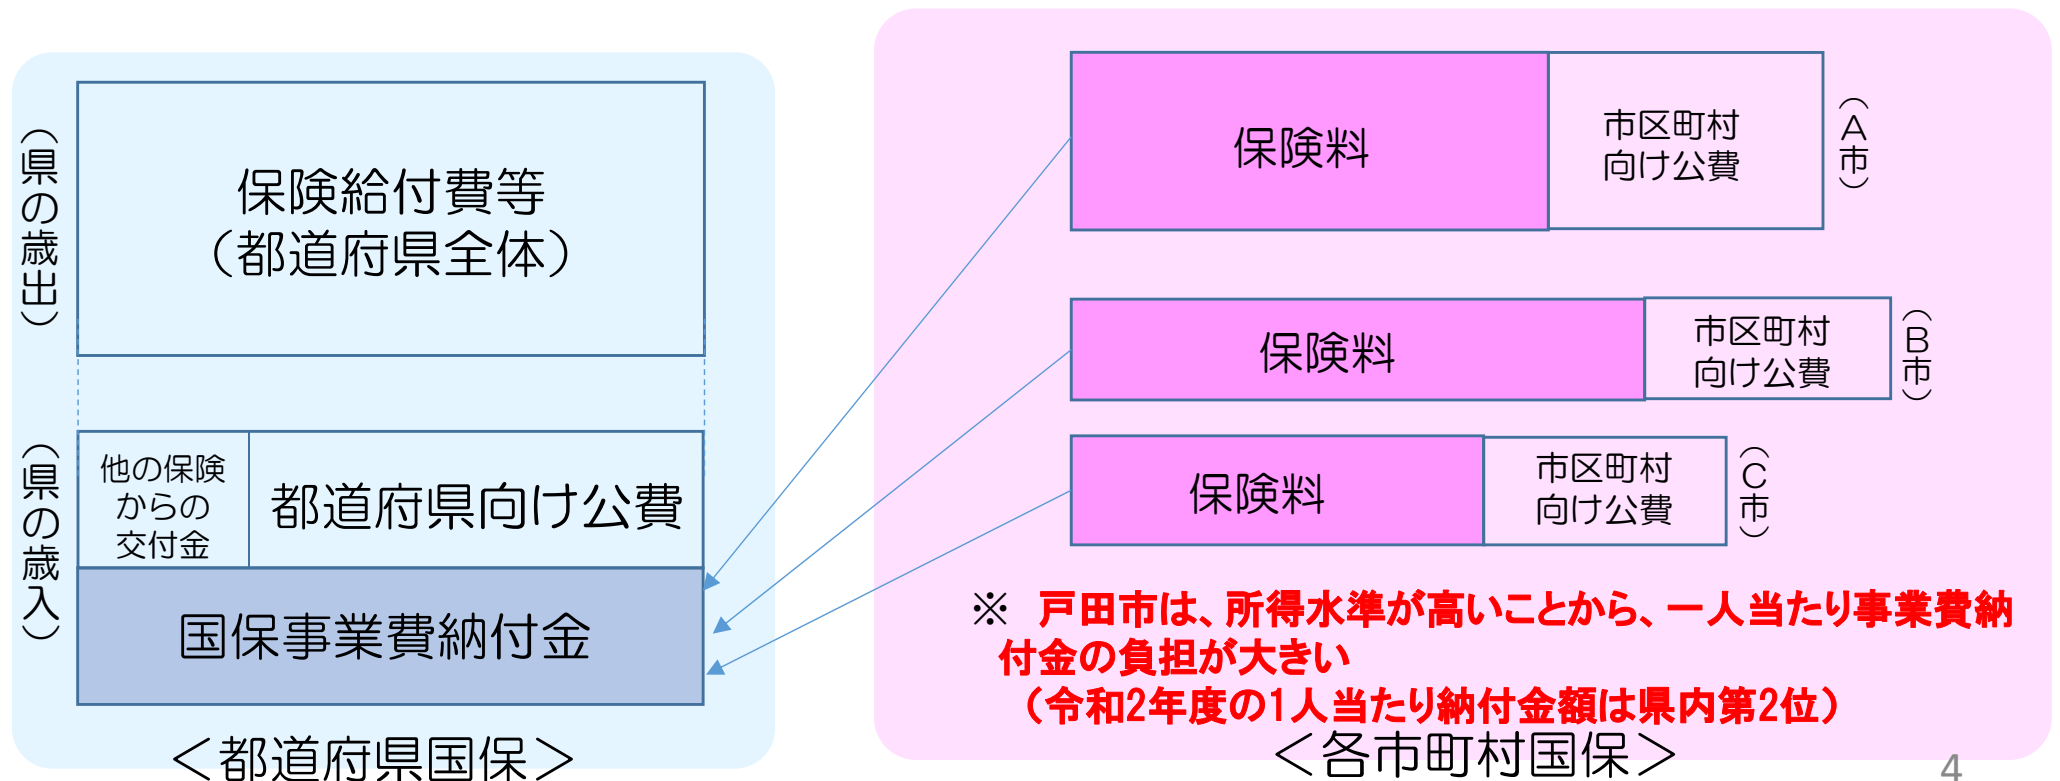 （県の歳出）
保険給付費等
（都道府県全体）
（県の歳入）
他の保険
からの
交付金
都道府県向け公費
国保事業費納付金
＜都道府県国保＞
保険料
市区町村
向け公費
（A市）
保険料
市区町村
向け公費
（B市）
保険料
市区町村
向け公費
（C市）
※　戸田市は、所得水準が高いことから、一人当たり事業費納
付金の負担が大きい
（令和2年度の1人当たり納付金額は県内第2位）
＜各市町村国保＞
4